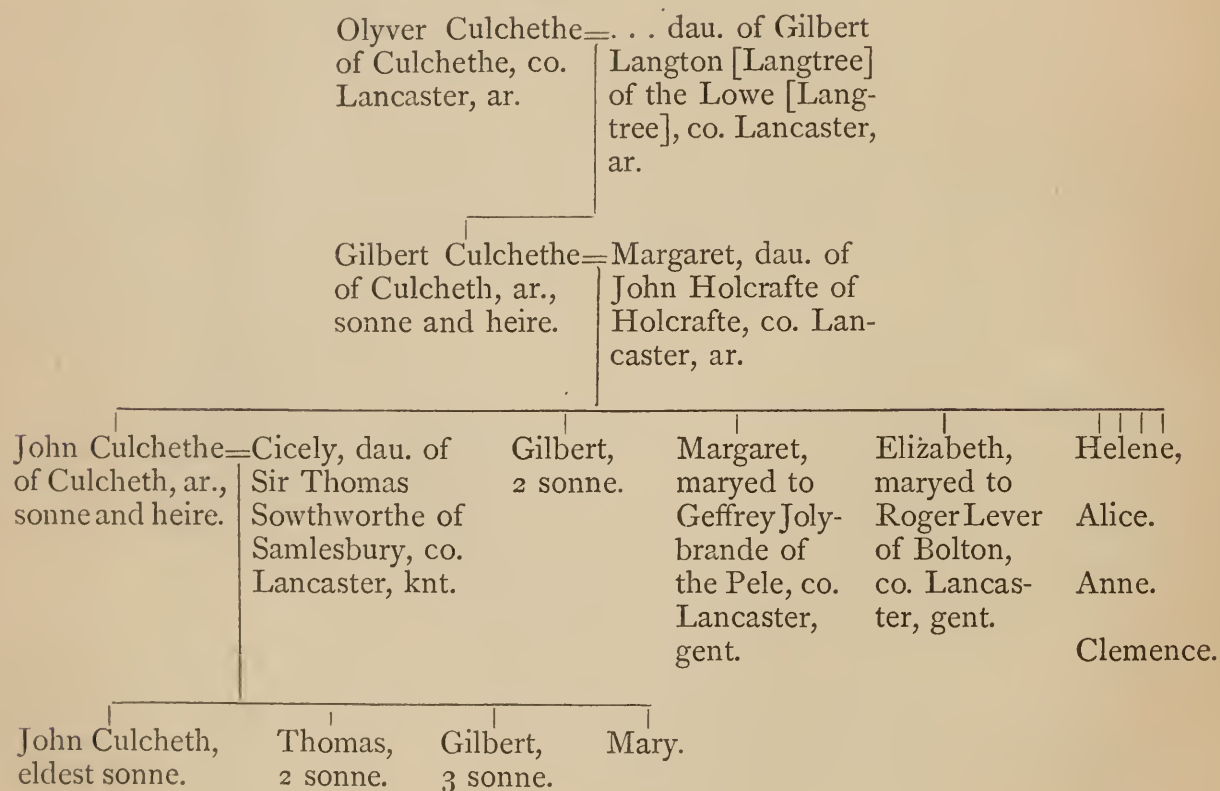 Olyver Culchethe=. . . dau. of Gilbert
of Culchethe, co.
Lancaster, ar.
Langton [Langtree]
of the Lowe [Lang-
tree], co. Lancaster,
ar.
Gilbert Culchethe=Margaret, dau. of
of Culcheth, ar.,
sonne and heire.
John Holcrafte of
Holcrafte, co. Lan-
caster, ar.
John Culchethe=Cicely, dau. of
of Culcheth, ar.,
sonne and heire.
Sir Thomas
Sowthworthe of
Samlesbury, co.
Lancaster, knt.
Gilbert,
2 sonne.
Margaret,
maryed to
Geffrey Joly-
brande of
the Pele, co.
Lancaster,
gent.
Elizabeth,
maryed to
Roger Lever
of Bolton,
co. Lancas-
ter, gent.
Helene,
Alice.
Anne.
Clemence.
John Culcheth,
eldest sonne.
Thomas,
2 sonne.
Gilbert,
3 sonne.
Mary.